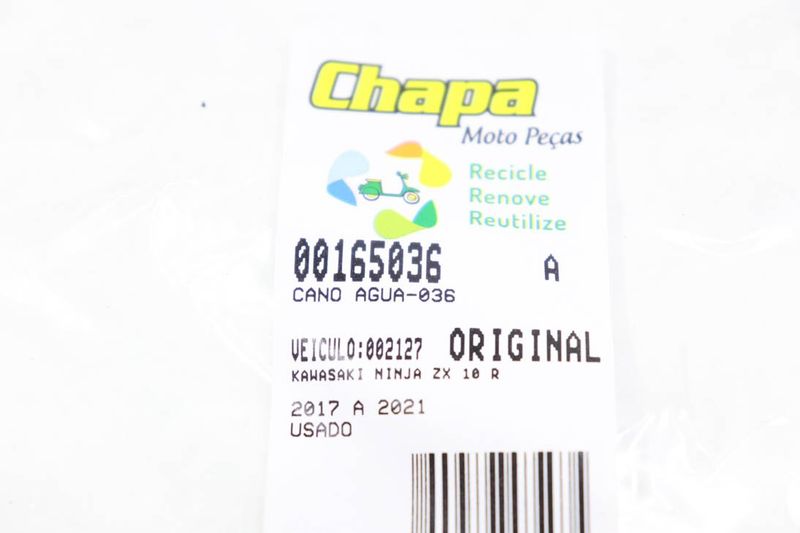 Chapa
Moto Peças
Recicle
Renove
Reutilize
00165036 A
CANO AGUA-036
VEICULO:002127 ORIGINAL
KAWASAKI NINJA ZX 10 R
2017 A 2021
USADO